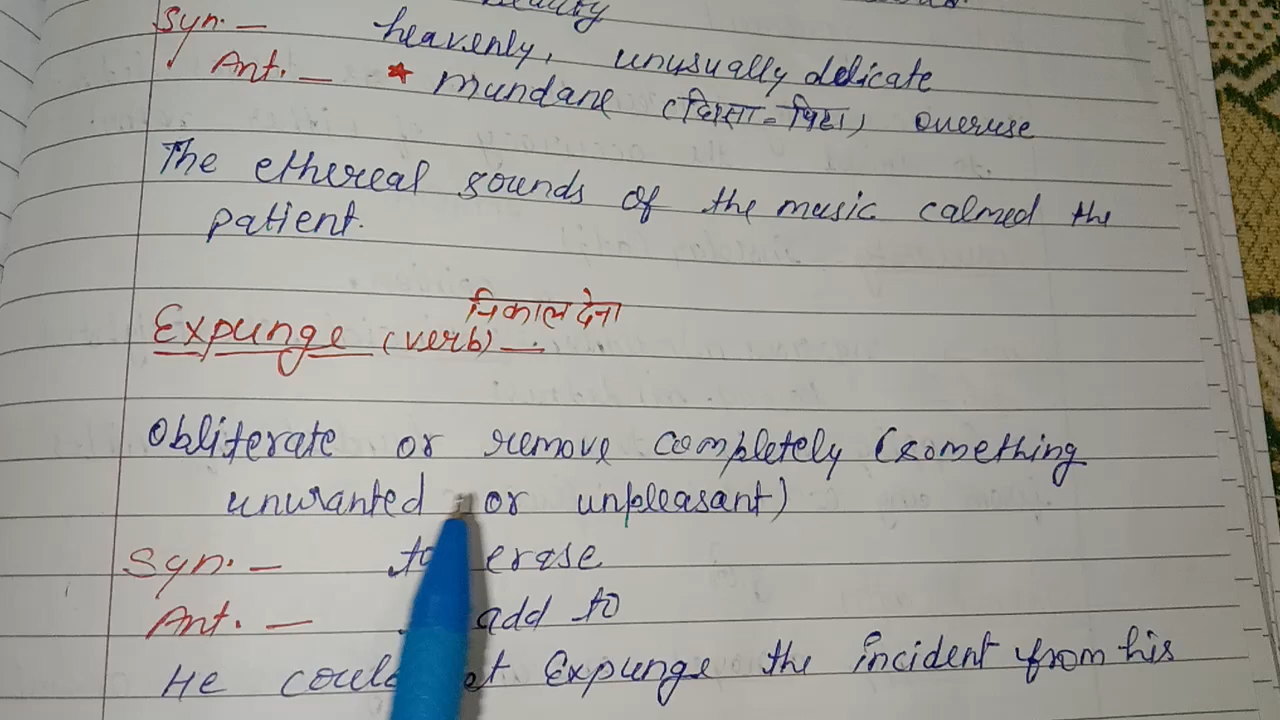 beauty
Syn. — heavenly, unusually delicate
Ant. — * Mundane (घिसा-पिटा) overuse
The ethereal sounds of the music calmed the
patient.
निकाल देना
Expunge (verb) —
Obliterate or remove completely (something
unwanted or unpleasant)
Syn. — to erase
Ant. — add to
He could Expunge the incident from his